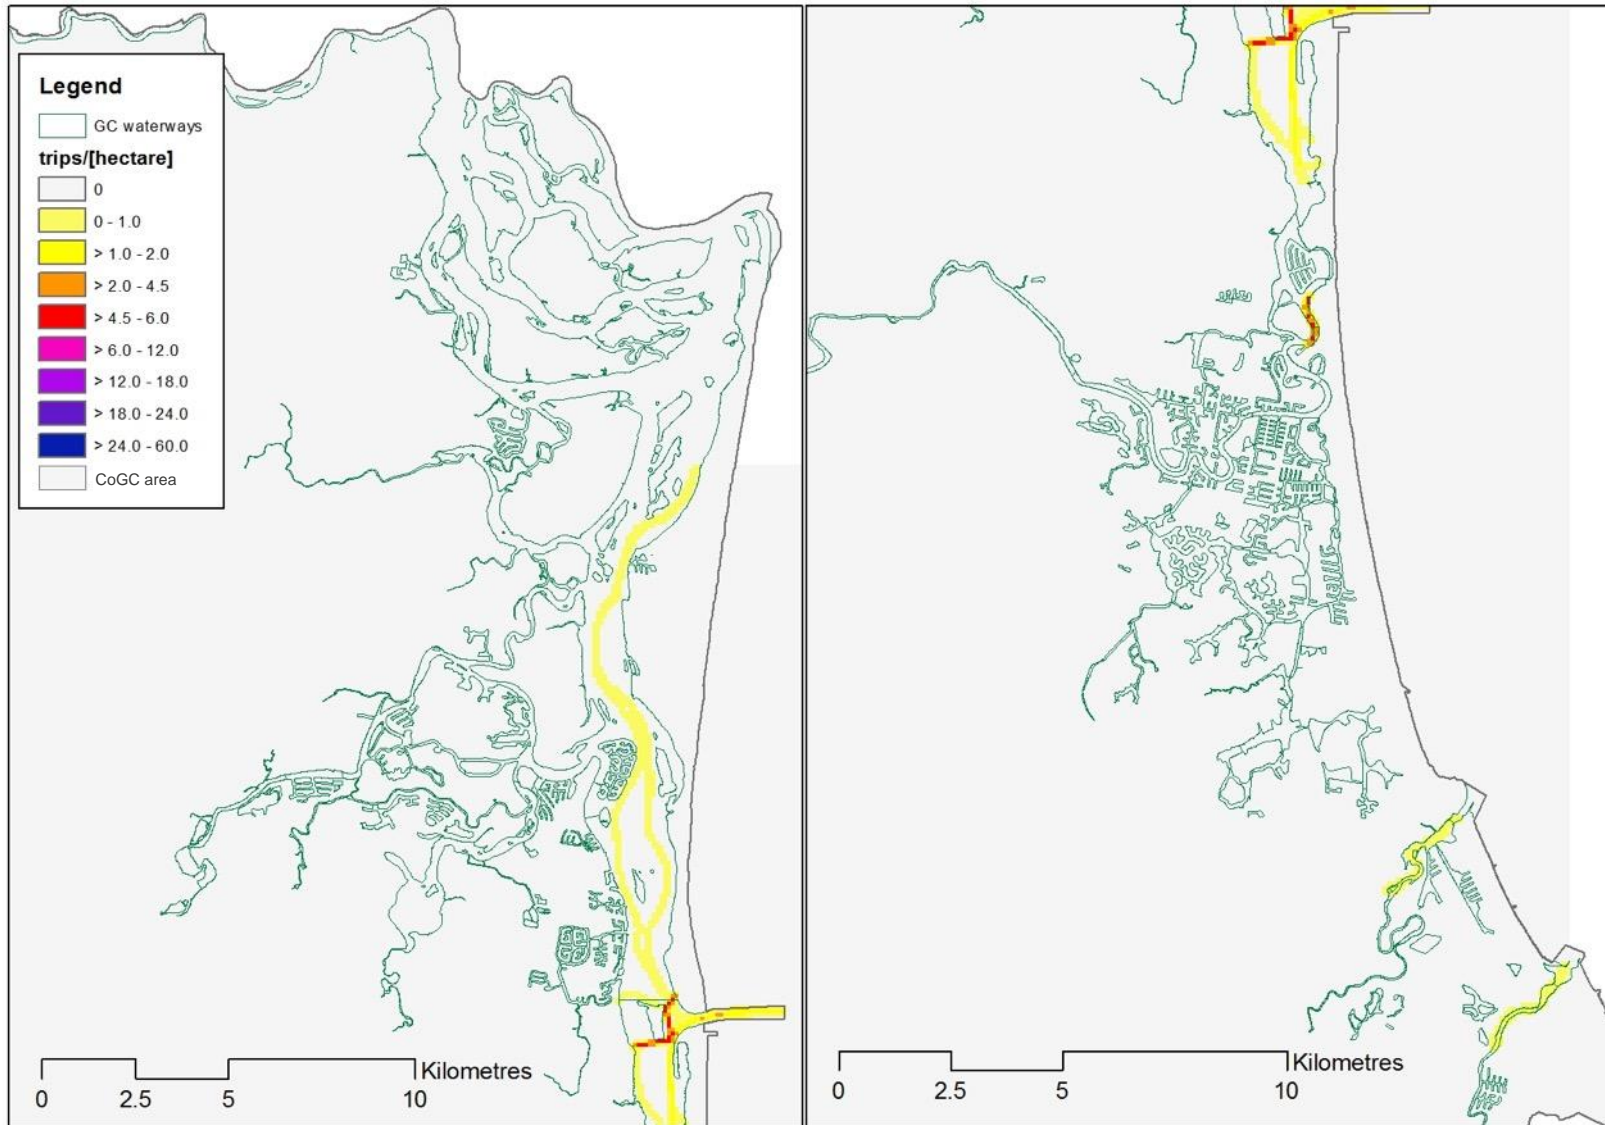 Legend
GC waterways
trips/[hectare]
0
0 - 1.0
> 1.0 - 2.0
> 2.0 - 4.5
> 4.5 - 6.0
> 6.0 - 12.0
> 12.0 - 18.0
> 18.0 - 24.0
> 24.0 - 60.0
CoGC area
Kilometres
0 2.5 5 10
Kilometres
0 2.5 5 10